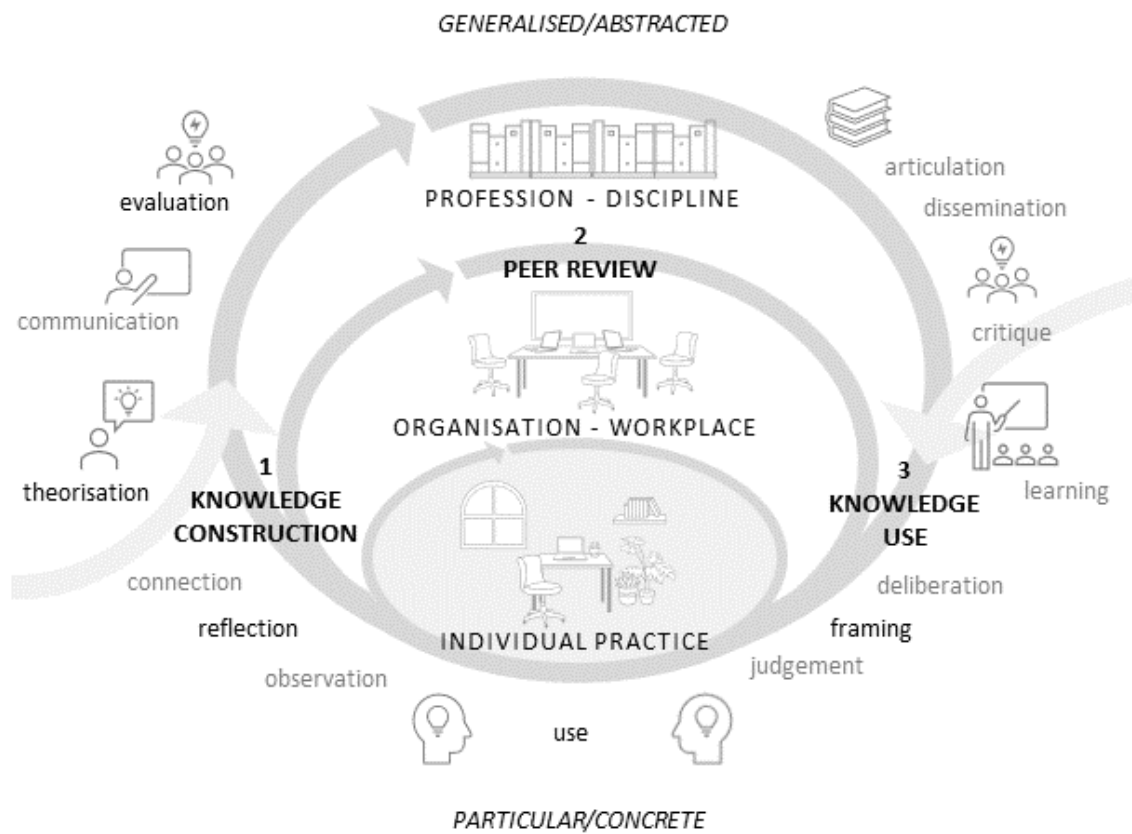 GENERALISED/ABSTRACTED
evaluation
communication
theorisation
PROFESSION - DISCIPLINE
2
PEER REVIEW
ORGANISATION - WORKPLACE
1
KNOWLEDGE
CONSTRUCTION
connection
reflection
observation
INDIVIDUAL PRACTICE
use
articulation
dissemination
critique
learning
3
KNOWLEDGE
USE
deliberation
framing
judgement
PARTICULAR/CONCRETE